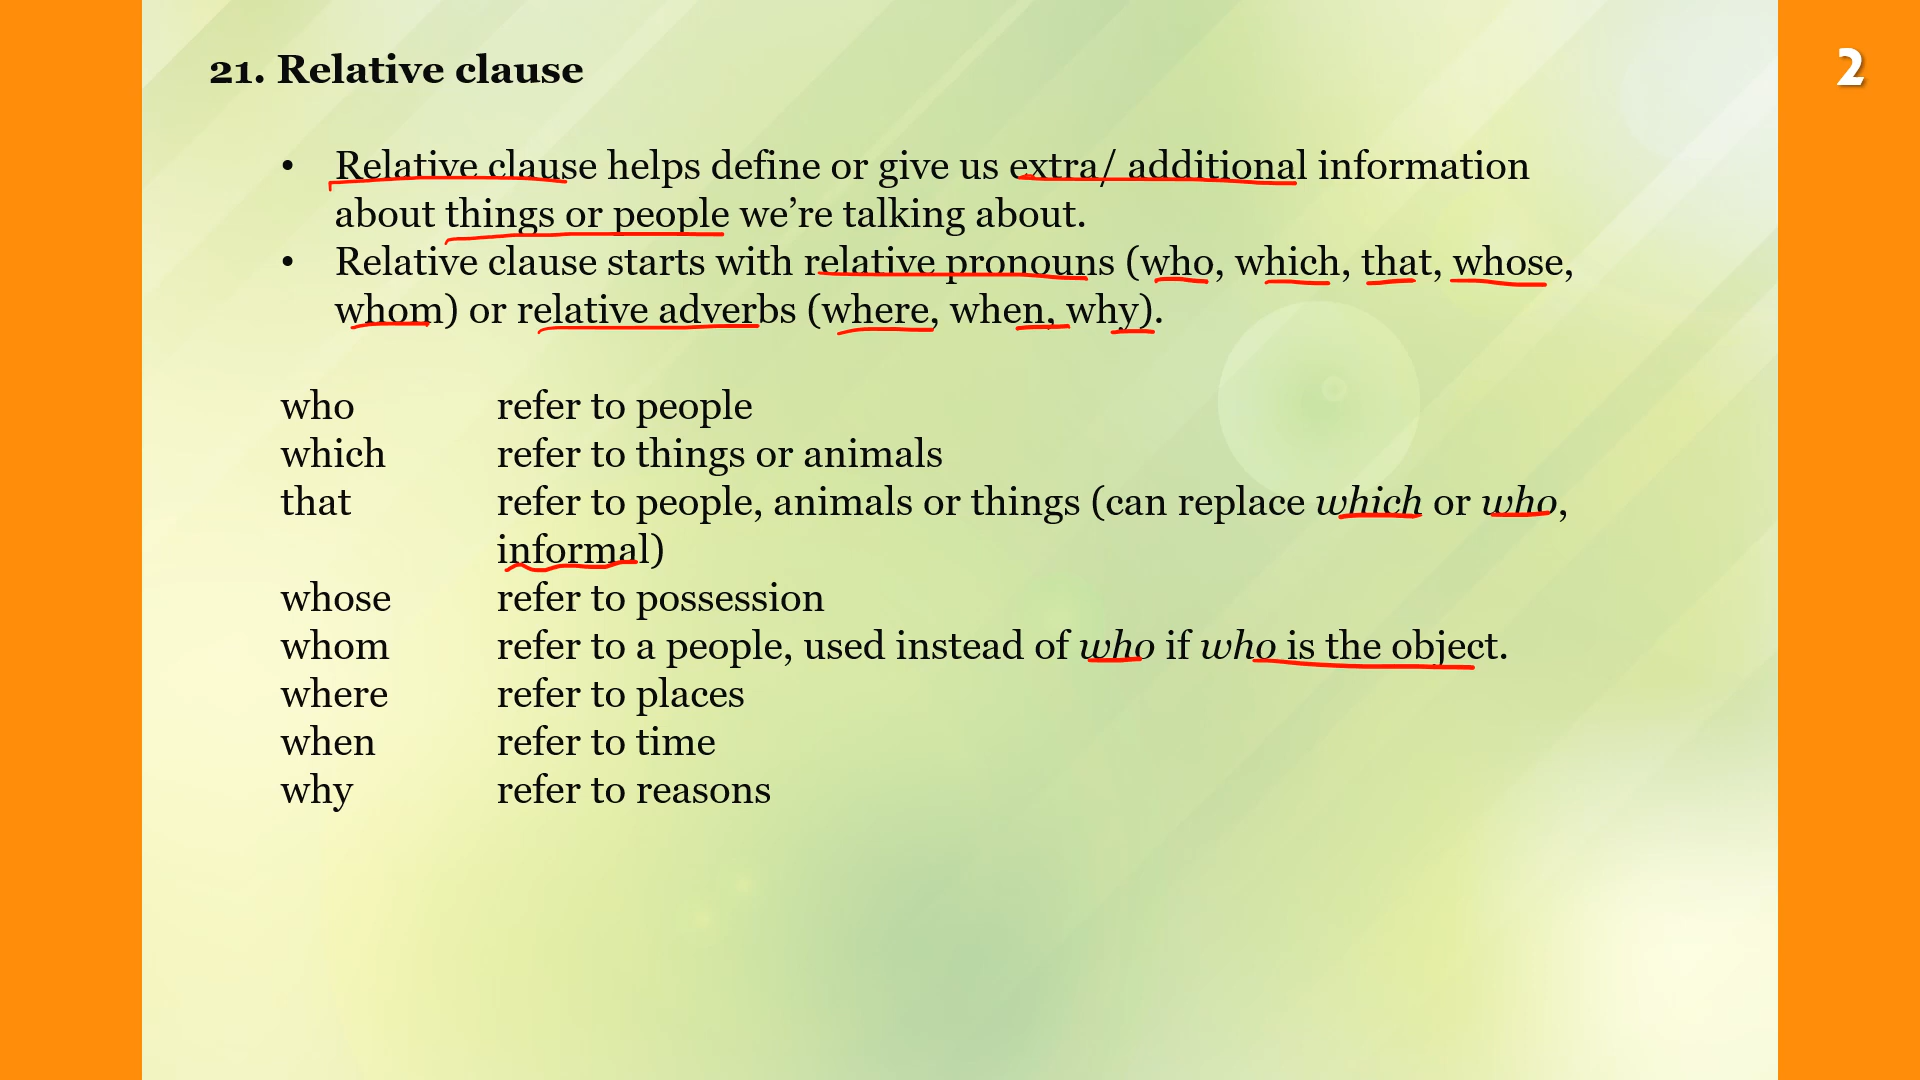 21. Relative clause
2
• Relative clause helps define or give us extra/ additional information
about things or people we’re talking about.
• Relative clause starts with relative pronouns (who, which, that, whose,
whom) or relative adverbs (where, when, why).
who refer to people
which refer to things or animals
that refer to people, animals or things (can replace which or who,
informal)
whose refer to possession
whom refer to a people, used instead of who if who is the object.
where refer to places
when refer to time
why refer to reasons